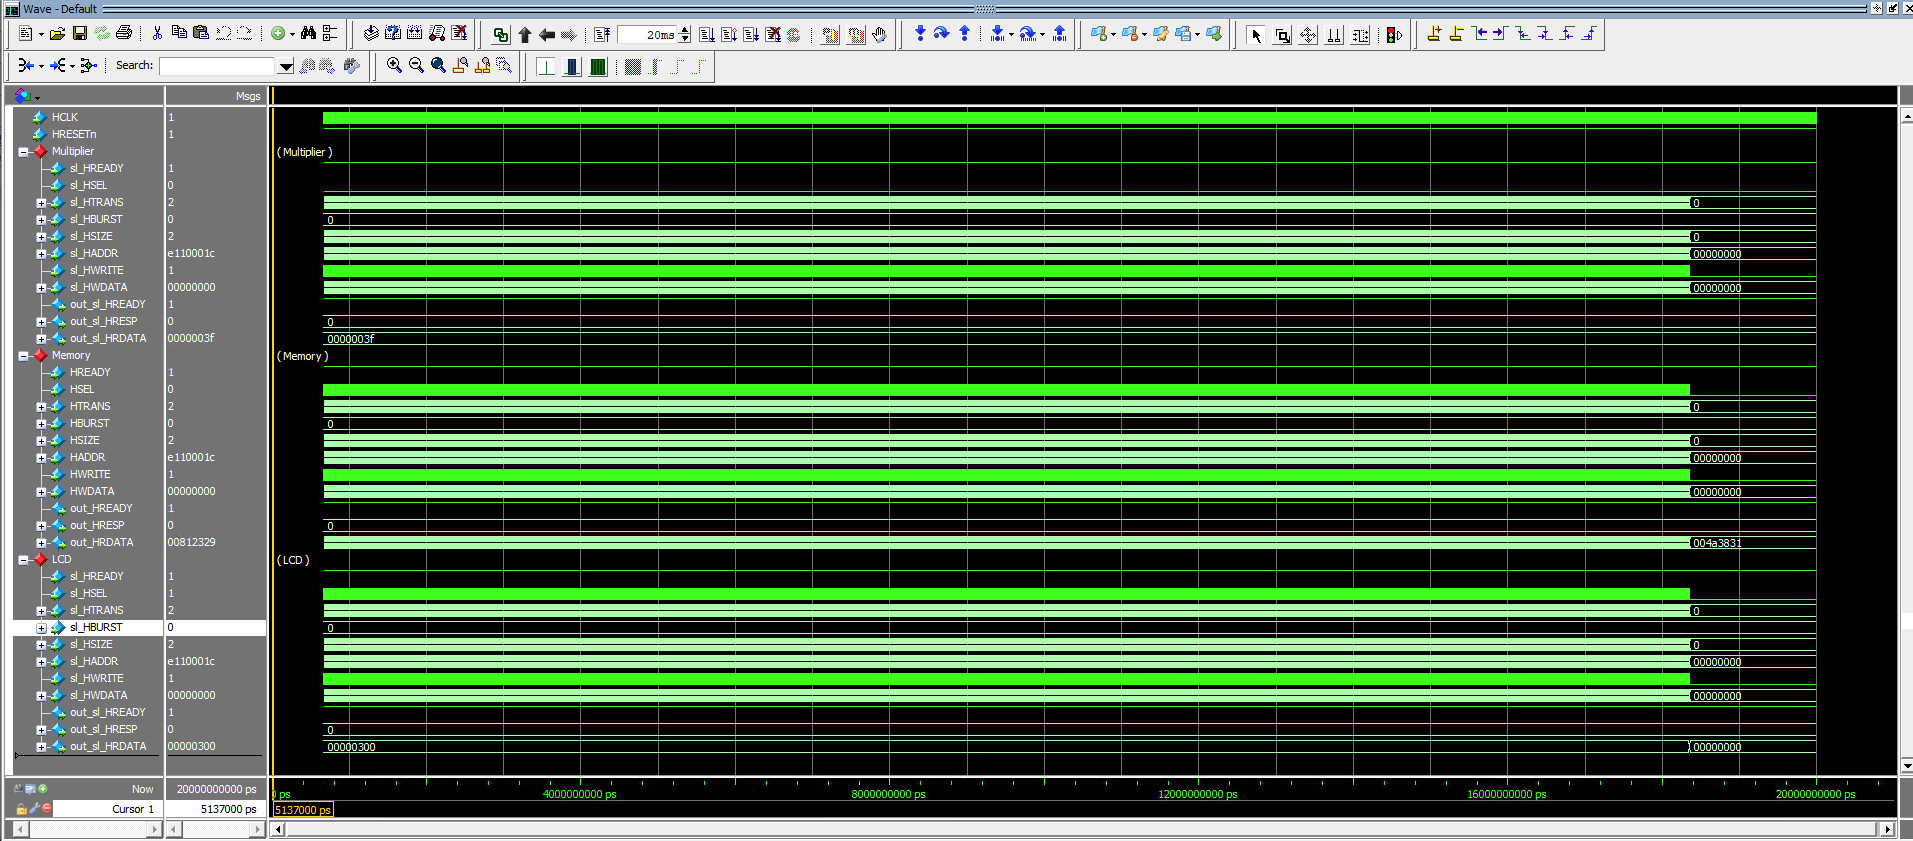 Wave - Default
20ms
Search:
Msgs
HCLK 1
HRESETn 1
Multiplier (Multiplier )
sl_HREADY 1
sl_HSEL 0
sl_HTRANS 2 0
sl_HBURST 0 0
sl_HSIZE 2 0
sl_HADDR e110001c 00000000
sl_HWRITE 1
sl_HWDATA 00000000 00000000
out_sl_HREADY 1
out_sl_HRESP 0 0
out_sl_HRDATA 0000003f 0000003f
Memory (Memory )
HREADY 1
HSEL 0
HTRANS 2 0
HBURST 0 0
HSIZE 2 0
HADDR e110001c 00000000
HWRITE 1
HWDATA 00000000 00000000
out_HREADY 1
out_HRESP 0 0
out_HRDATA 00812329 004a3831
LCD (LCD )
sl_HREADY 1
sl_HSEL 1
sl_HTRANS 2 0
sl_HBURST 0 0
sl_HSIZE 2 0
sl_HADDR e110001c 00000000
sl_HWRITE 1
sl_HWDATA 00000000 00000000
out_sl_HREADY 1
out_sl_HRESP 0 0
out_sl_HRDATA 00000300 00000300 00000000
Now 20000000000 ps 0 ps 4000000000 ps 8000000000 ps 12000000000 ps 16000000000 ps 20000000000 ps
Cursor 1 5137000 ps 5137000 ps